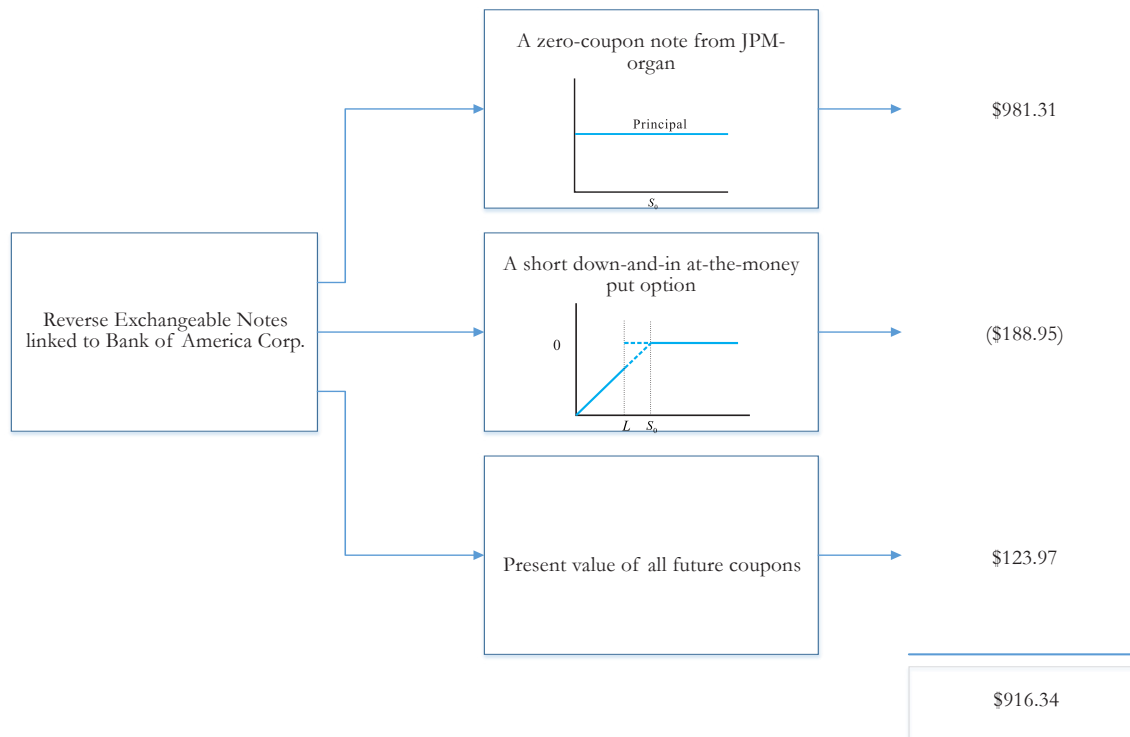 Reverse Exchangeable Notes
linked to Bank of America Corp.
A zero-coupon note from JPM-
organ
Principal
S₀
$981.31
A short down-and-in at-the-money
put option
0
L S₀
($188.95)
Present value of all future coupons
$123.97
$916.34